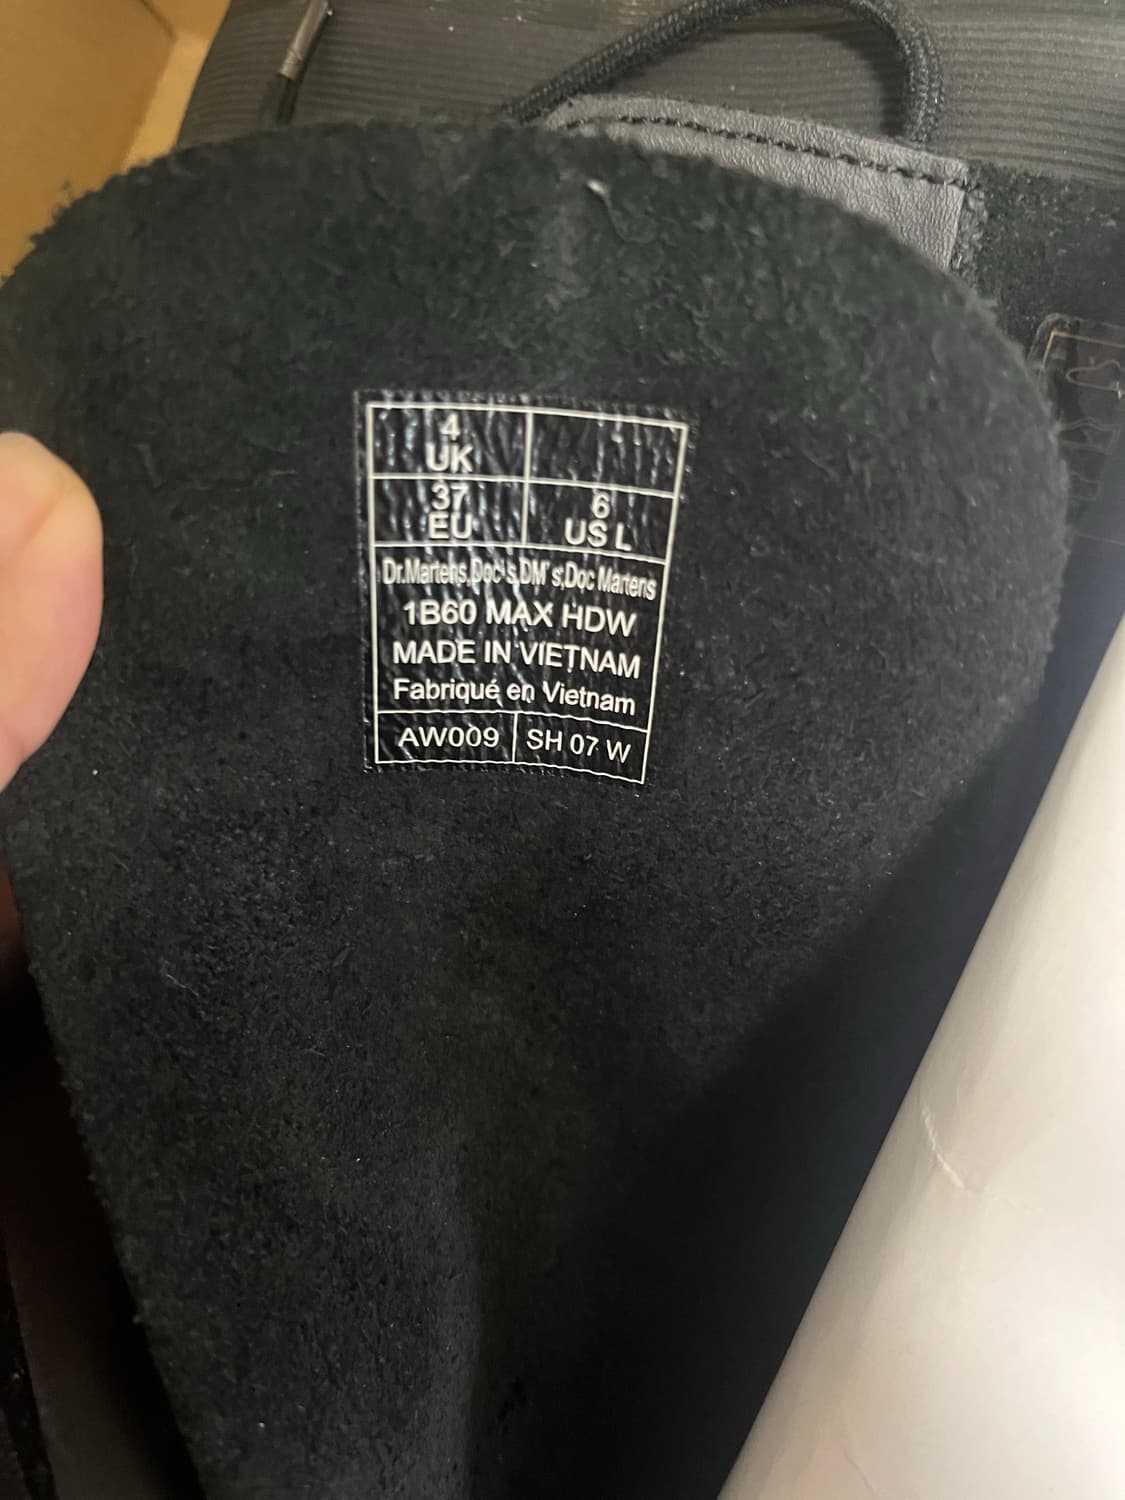 4
UK
37
EU
6
US L
Dr.Martens,Doc's,DM's,Doc Martens
1B60 MAX HDW
MADE IN VIETNAM
Fabriqué en Vietnam
AW009
SH 07 W